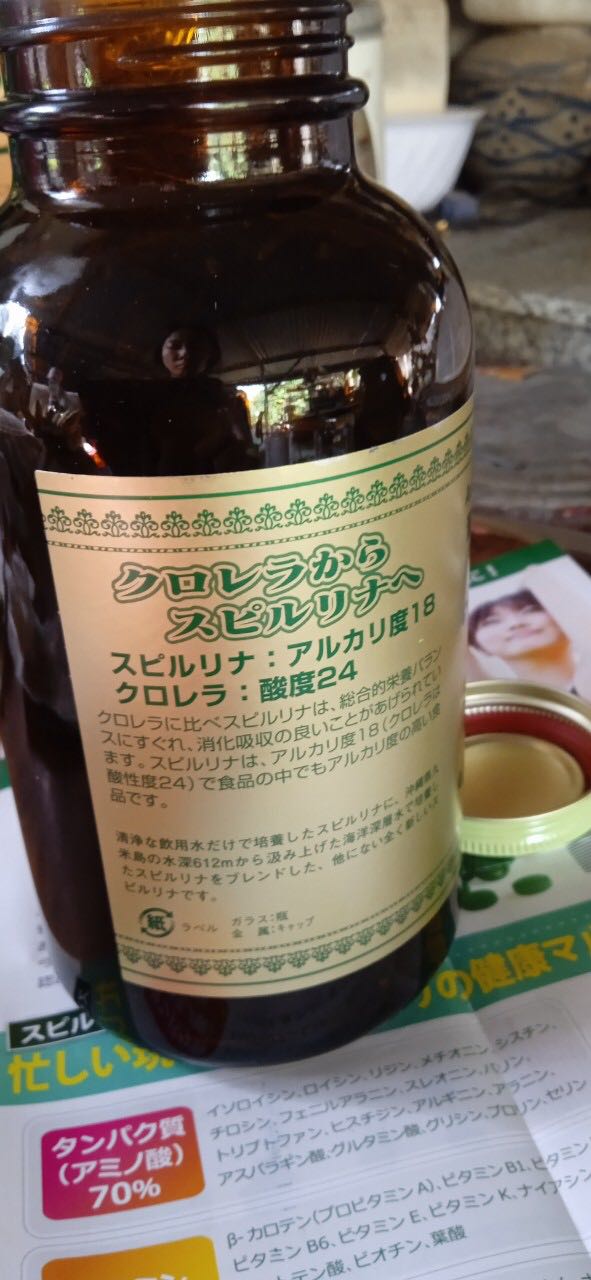 クロレラから
スピルリナへ
スピルリナ：アルカリ度18
クロレラ：酸度24
クロレラに比べスピルリナは、総合的栄養バラン
スにすぐれ、消化吸収の良いことがあげられてい
ます。スピルリナは、アルカリ度18（クロレラは
酸性度24）で食品の中でもアルカリ度の高い食
品です。
清浄な飲用水だけで培養したスピルリナに、沖縄県久
米島の水深612mから汲み上げた海洋深層水で培養し
たスピルリナをブレンドした、他にない全く新しいス
ピルリナです。
紙 ラベル ガラス：瓶
金 属：キャップ
スピル
の健康マ
忙しい現
タンパク質
（アミノ酸）
70%
イソロイシン、ロイシン、リジン、メチオニン、シスチン、
チロシン、フェニルアラニン、スレオニン、バリン、
トリプトファン、ヒスチジン、アルギニン、アラニン、
アスパラギン酸、グルタミン酸、グリシン、プロリン、セリン
β-カロテン（プロビタミンA）、ビタミンB1、ビタミン
ビタミンB6、ビタミンE、ビタミンK、ナイアシン
トテン酸、ビオチン、葉酸